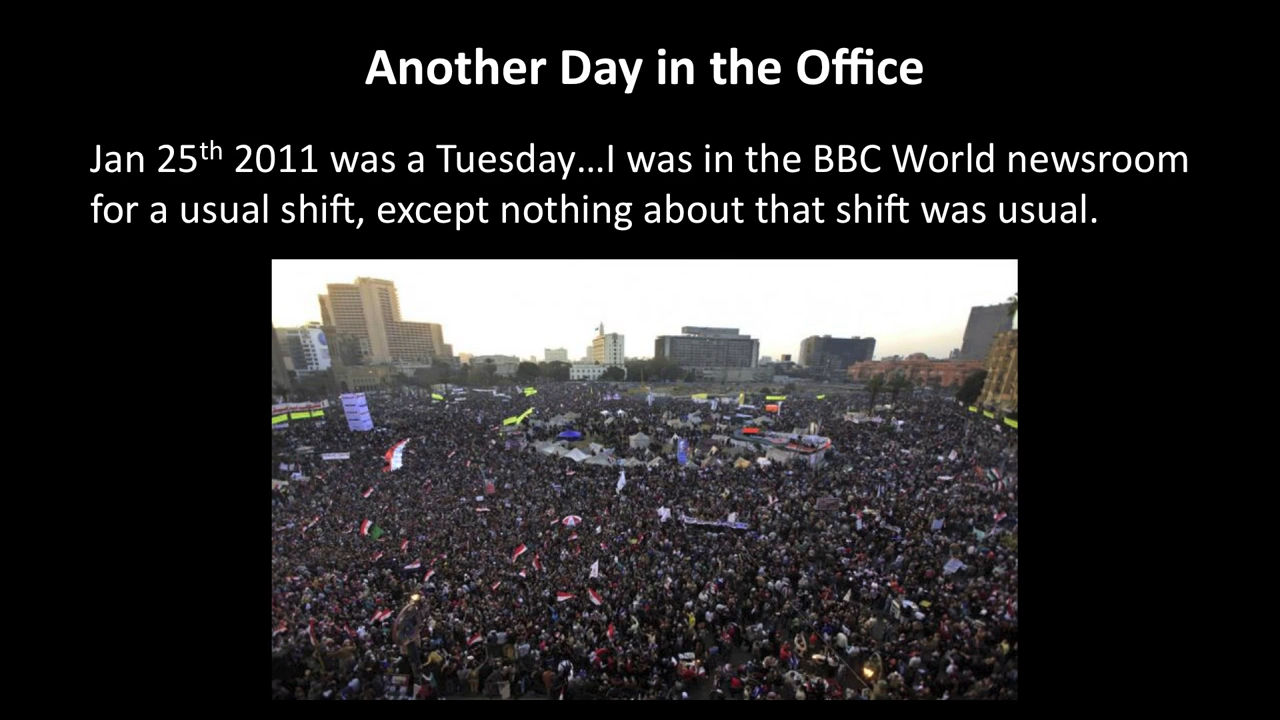 Another Day in the Office
Jan 25th 2011 was a Tuesday…I was in the BBC World newsroom
for a usual shift, except nothing about that shift was usual.